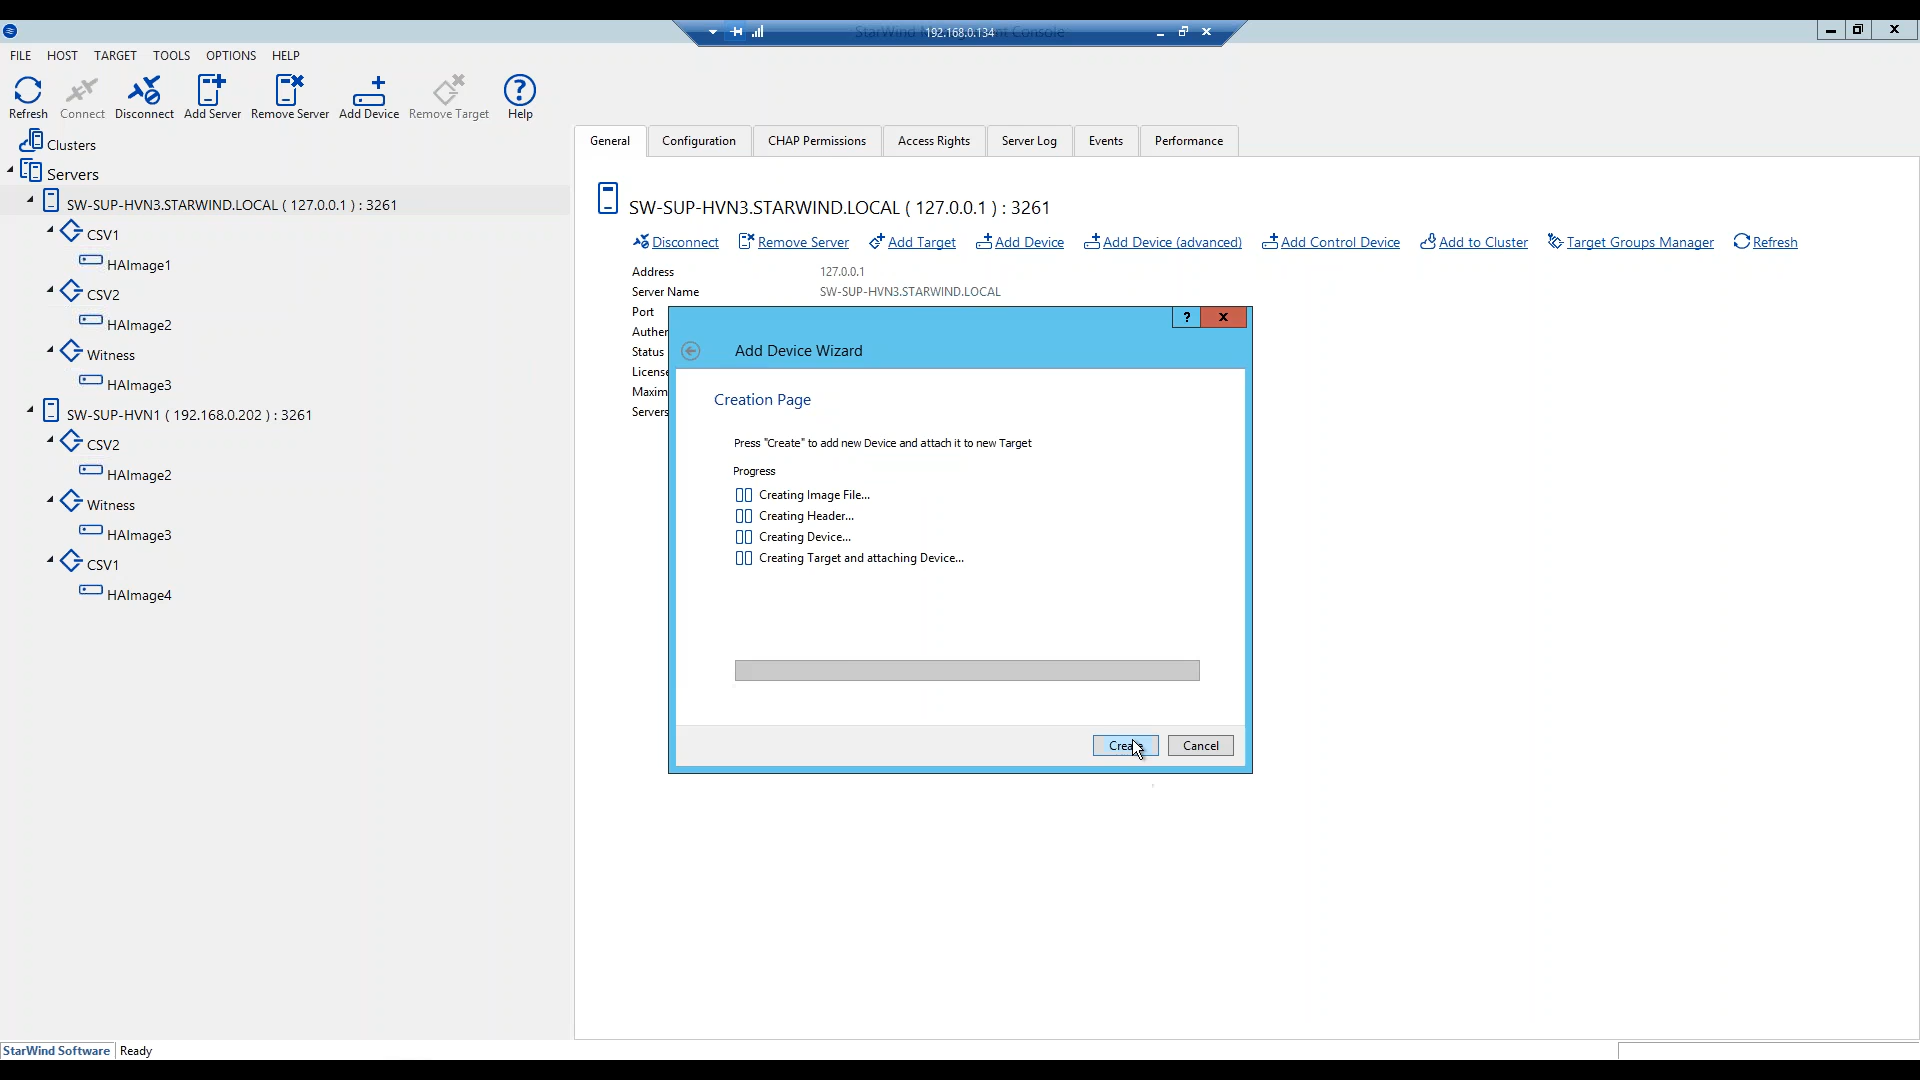 StarWind Console
192.168.0.134
FILE HOST TARGET TOOLS OPTIONS HELP
Refresh Connect Disconnect Add Server Remove Server Add Device Remove Target Help
Clusters
Servers
SW-SUP-HVN3.STARWIND.LOCAL ( 127.0.0.1 ) : 3261
CSV1
HAImage1
CSV2
HAImage2
Witness
HAImage3
SW-SUP-HVN1 ( 192.168.0.202 ) : 3261
CSV2
HAImage2
Witness
HAImage3
CSV1
HAImage4
General Configuration CHAP Permissions Access Rights Server Log Events Performance
SW-SUP-HVN3.STARWIND.LOCAL ( 127.0.0.1 ) : 3261
Disconnect Remove Server Add Target Add Device Add Device (advanced) Add Control Device Add to Cluster Target Groups Manager Refresh
Address 127.0.0.1
Server Name SW-SUP-HVN3.STARWIND.LOCAL
Port
Authen
Status
License
Maxim
Servers
? x
Add Device Wizard
Creation Page
Press "Create" to add new Device and attach it to new Target
Progress
Creating Image File...
Creating Header...
Creating Device...
Creating Target and attaching Device...
Create Cancel
StarWind Software Ready